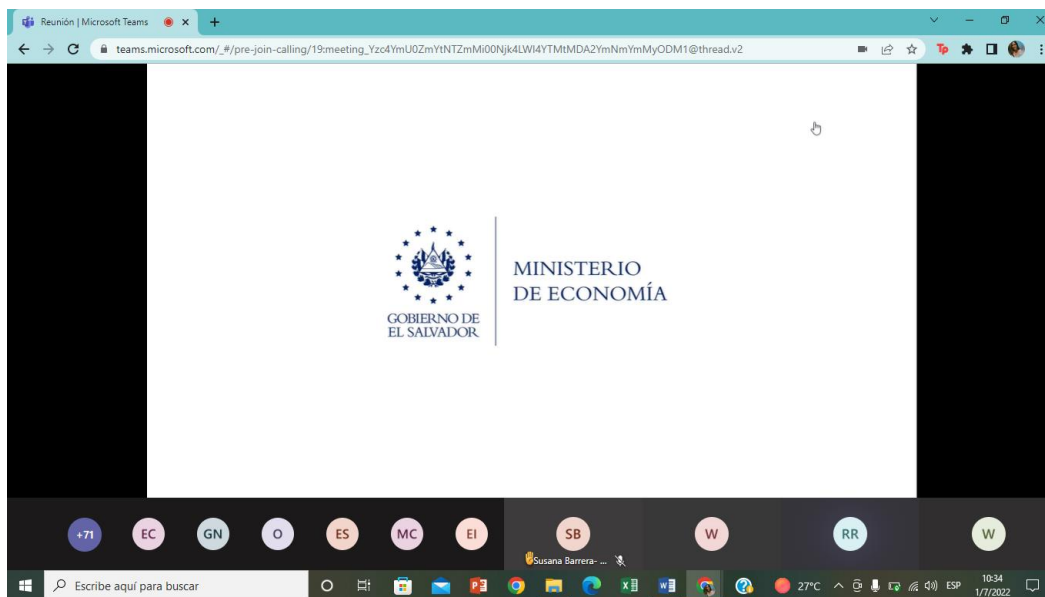 Reunión | Microsoft Teams
teams.microsoft.com/_#/pre-join-calling/19:meeting_Yzc4YmU0ZmYtNTZmMi00Njk4LWI4YTMtMDA2YmNmYmMyODM1@thread.v2
Tp
MINISTERIO
DE ECONOMÍA
GOBIERNO DE
EL SALVADOR
+71
EC
GN
O
ES
MC
EI
SB
W
RR
W
Susana Barrera- ...
Escribe aquí para buscar
27°C
ESP
10:34
1/7/2022